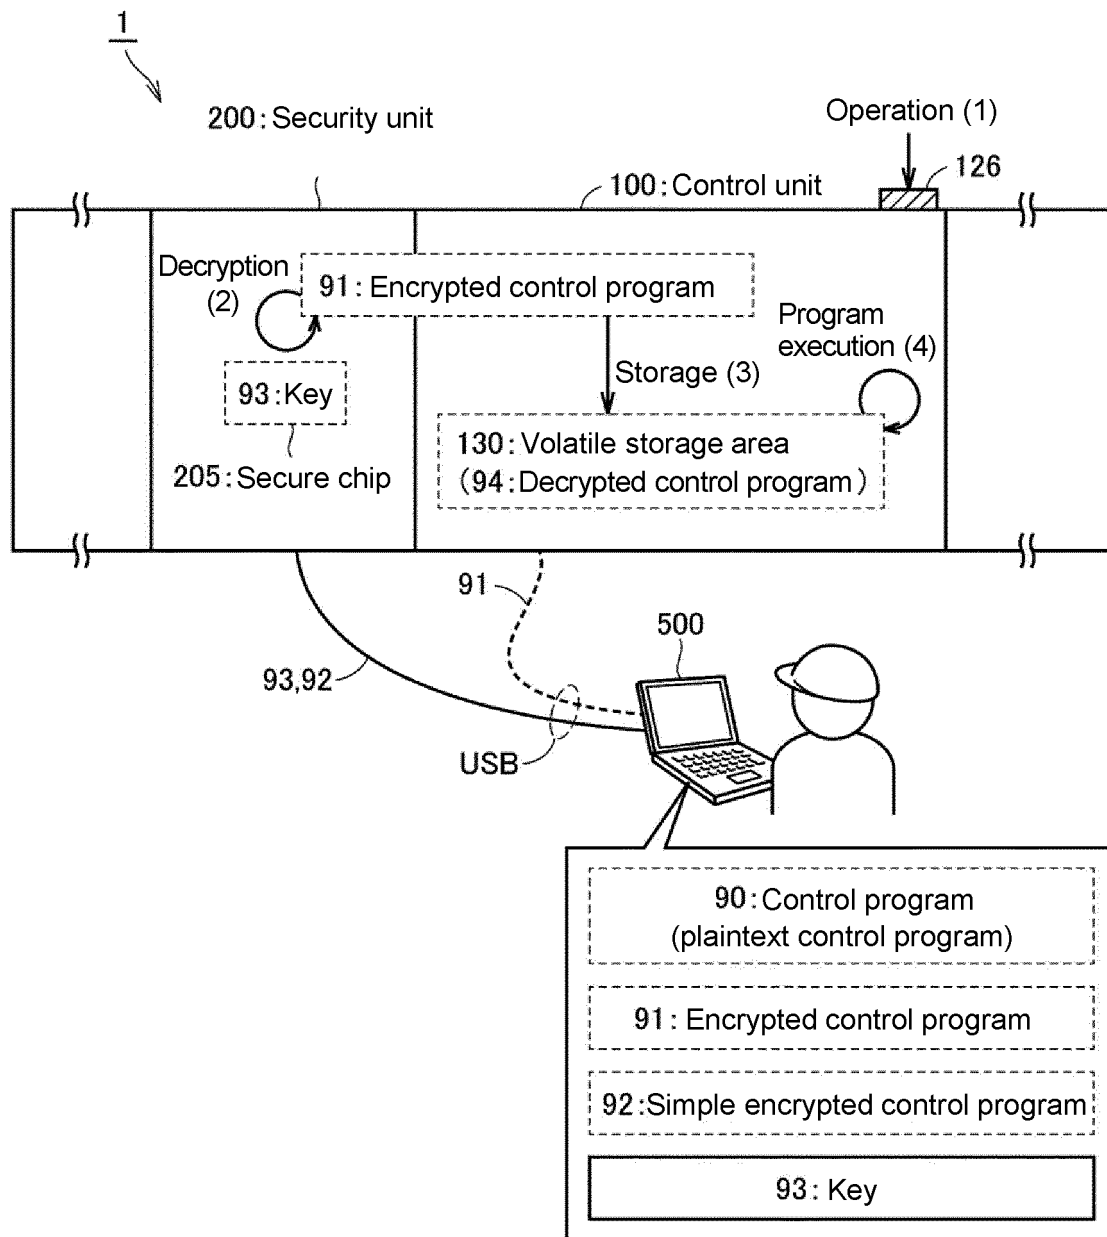 1
200: Security unit
Operation (1)
126
100: Control unit
Decryption
(2)
91: Encrypted control program
Program
execution (4)
Storage (3)
93: Key
130: Volatile storage area
(94: Decrypted control program)
205: Secure chip
91
500
93,92
USB
90: Control program
(plaintext control program)
91: Encrypted control program
92:Simple encrypted control program
93: Key